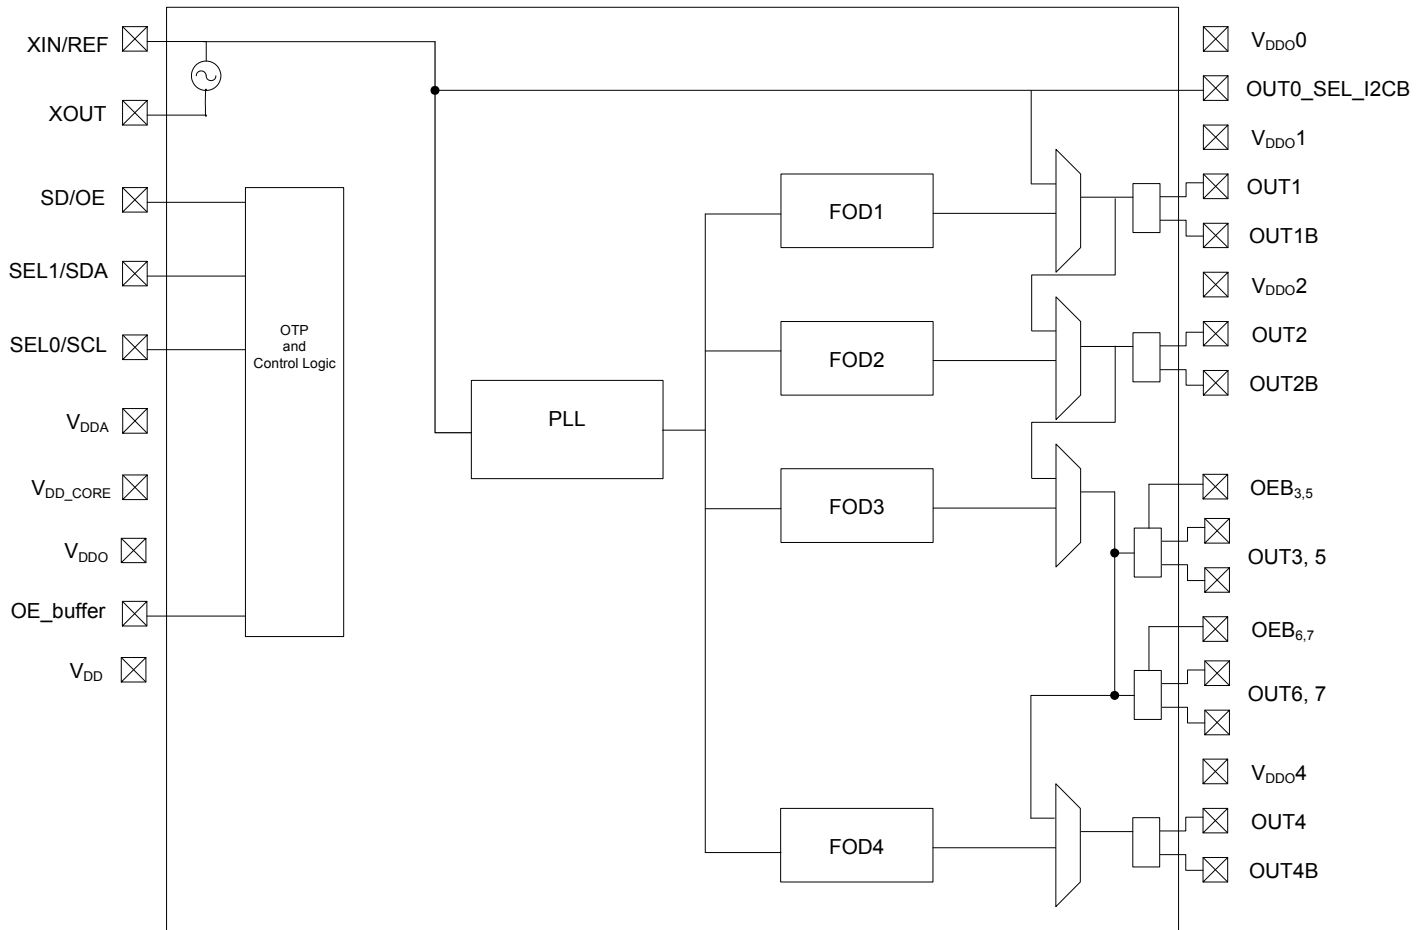 XIN/REF
XOUT
SD/OE
SEL1/SDA
SEL0/SCL
VDDA
VDD_CORE
VDDO
OE_buffer
VDD
OTP
and
Control Logic
PLL
FOD1
FOD2
FOD3
FOD4
VDDO0
OUT0_SEL_I2CB
VDDO1
OUT1
OUT1B
VDDO2
OUT2
OUT2B
OEB3,5
OUT3, 5
OEB6,7
OUT6, 7
VDDO4
OUT4
OUT4B